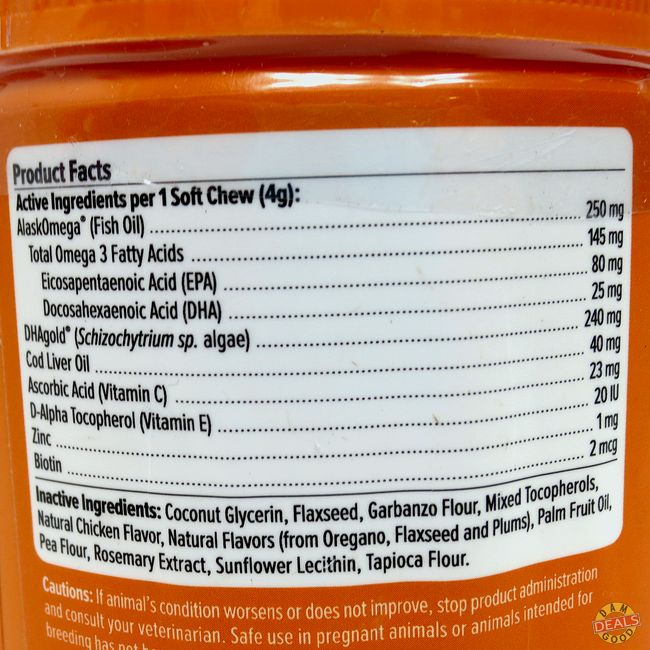 Product Facts
Active Ingredients per 1 Soft Chew (4g):
AlaskOmega® (Fish Oil) 250 mg
Total Omega 3 Fatty Acids 145 mg
Eicosapentaenoic Acid (EPA) 80 mg
Docosahexaenoic Acid (DHA) 25 mg
DHAgold® (Schizochytrium sp. algae) 240 mg
Cod Liver Oil 40 mg
Ascorbic Acid (Vitamin C) 23 mg
D-Alpha Tocopherol (Vitamin E) 20 IU
Zinc 1 mg
Biotin 2 mcg
Inactive Ingredients: Coconut Glycerin, Flaxseed, Garbanzo Flour, Mixed Tocopherols,
Natural Chicken Flavor, Natural Flavors (from Oregano, Flaxseed and Plums), Palm Fruit Oil,
Pea Flour, Rosemary Extract, Sunflower Lecithin, Tapioca Flour.
Cautions: If animal's condition worsens or does not improve, stop product administration
and consult your veterinarian. Safe use in pregnant animals or animals intended for
breeding has not
DAM
DEALS
GOOD